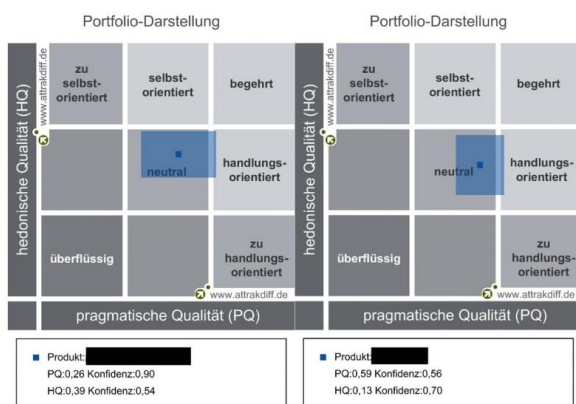 Portfolio-Darstellung
hedonische Qualität (HQ)
www.attrakdiff.de
zu
selbst-
orientiert
selbst-
orientiert
begehrt
neutral
handlungs-
orientiert
überflüssig
zu
handlungs-
orientiert
www.attrakdiff.de
pragmatische Qualität (PQ)
Produkt:
PQ:0,26 Konfidenz:0,90
HQ:0,39 Konfidenz:0,54
Portfolio-Darstellung
hedonische Qualität (HQ)
www.attrakdiff.de
zu
selbst-
orientiert
selbst-
orientiert
begehrt
neutral
handlungs-
orientiert
überflüssig
zu
handlungs-
orientiert
www.attrakdiff.de
pragmatische Qualität (PQ)
Produkt:
PQ:0,59 Konfidenz:0,56
HQ:0,13 Konfidenz:0,70